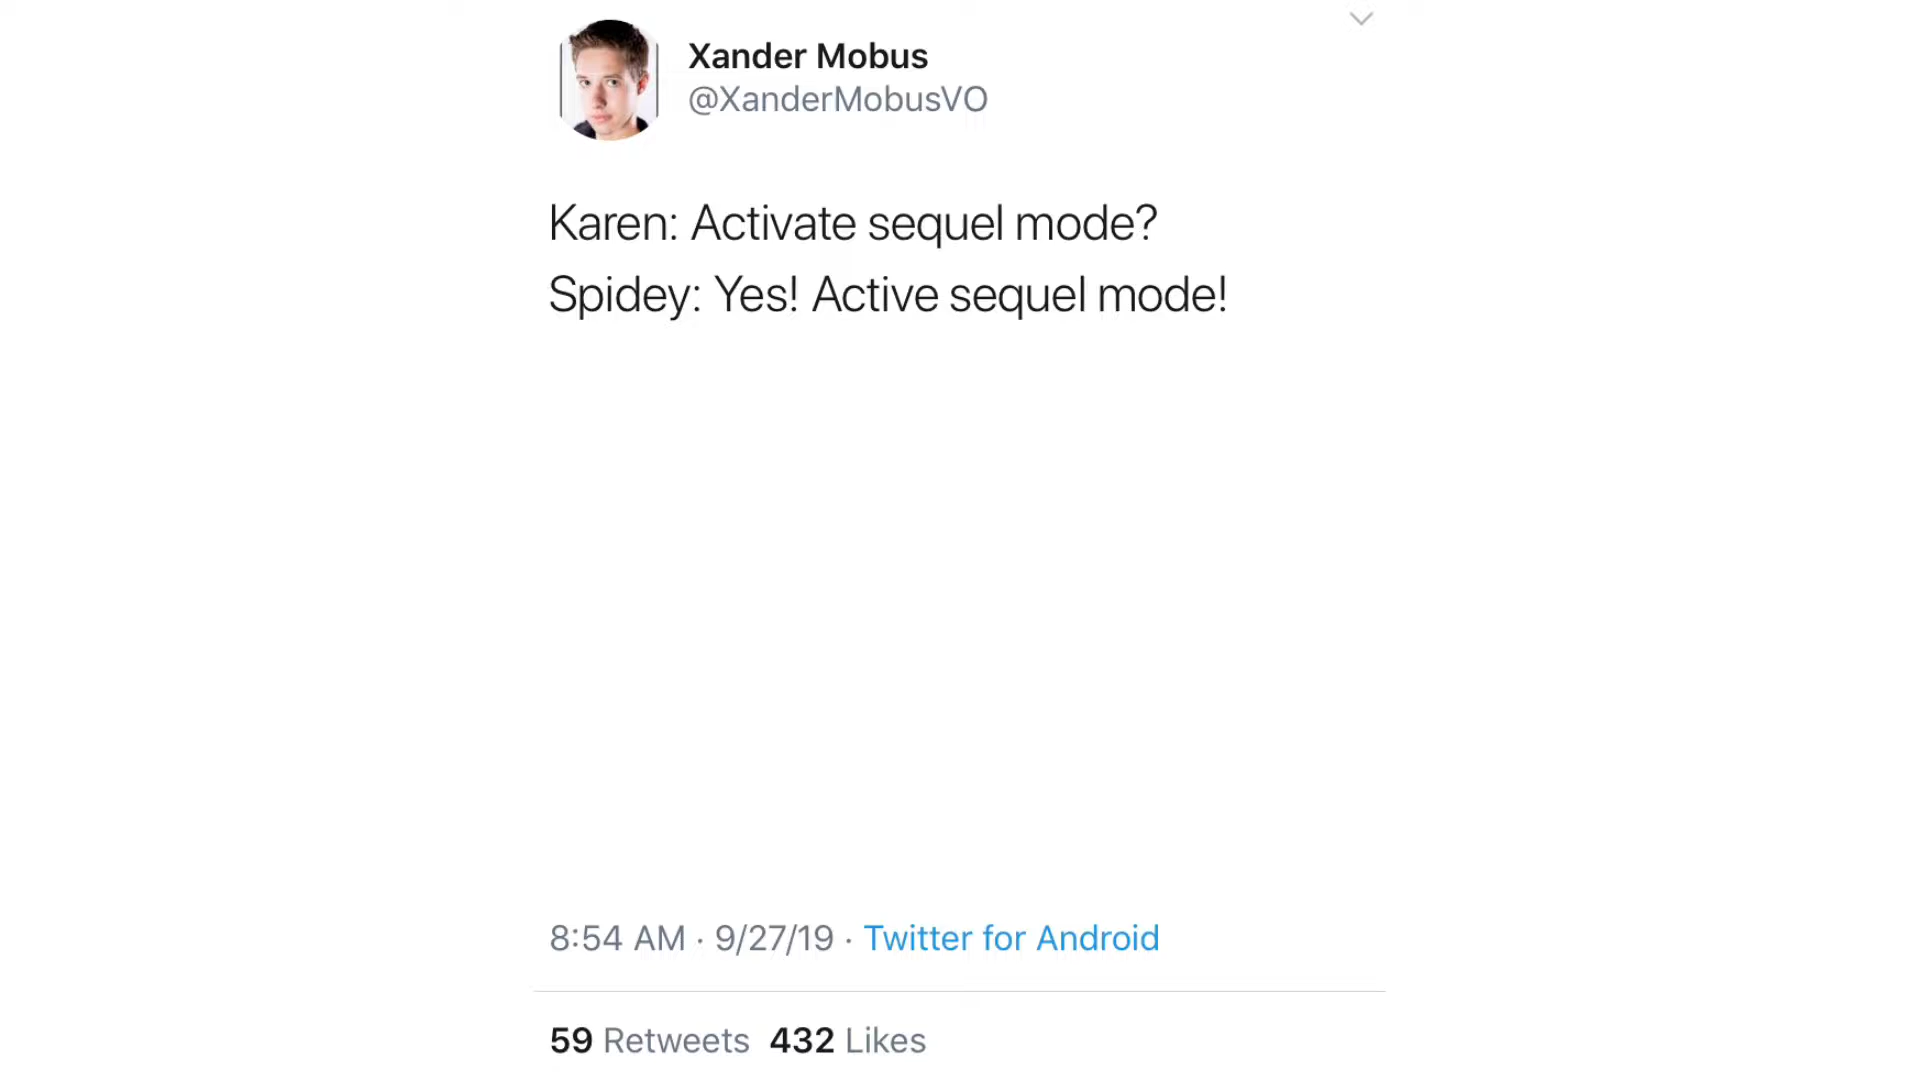 Xander Mobus
@XanderMobusVO
Karen: Activate sequel mode?
Spidey: Yes! Active sequel mode!
8:54 AM · 9/27/19 · Twitter for Android
59 Retweets 432 Likes